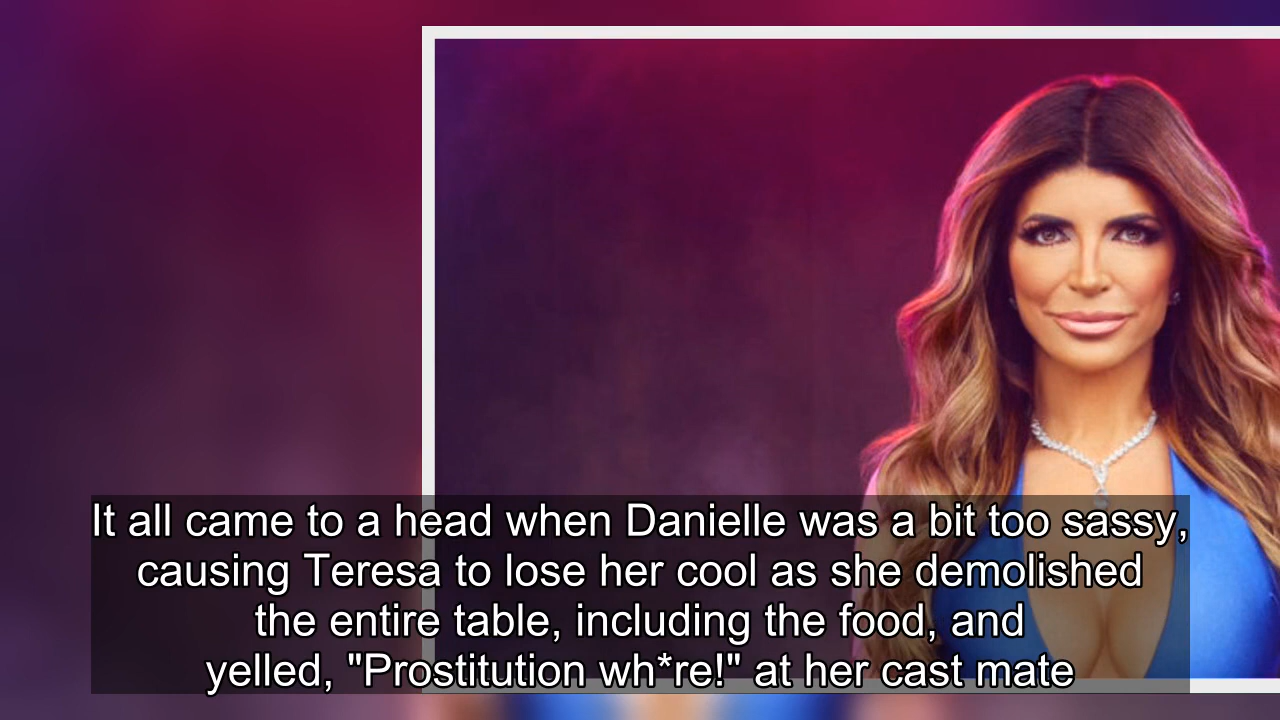 It all came to a head when Danielle was a bit too sassy,
causing Teresa to lose her cool as she demolished
the entire table, including the food, and
yelled, "Prostitution wh*re!" at her cast mate